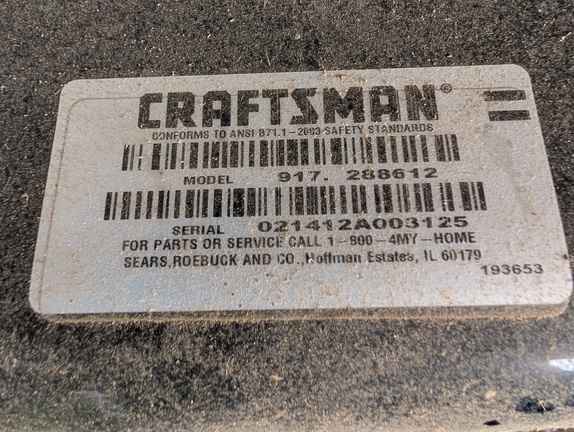 CRAFTSMAN®
CONFORMS TO ANSI B71.1-2003 SAFETY STANDARDS
MODEL 917. 288612
SERIAL 021412A003125
FOR PARTS OR SERVICE CALL 1-800-4MY-HOME
SEARS,ROEBUCK AND CO., Hoffman Estates, IL 60179
193653